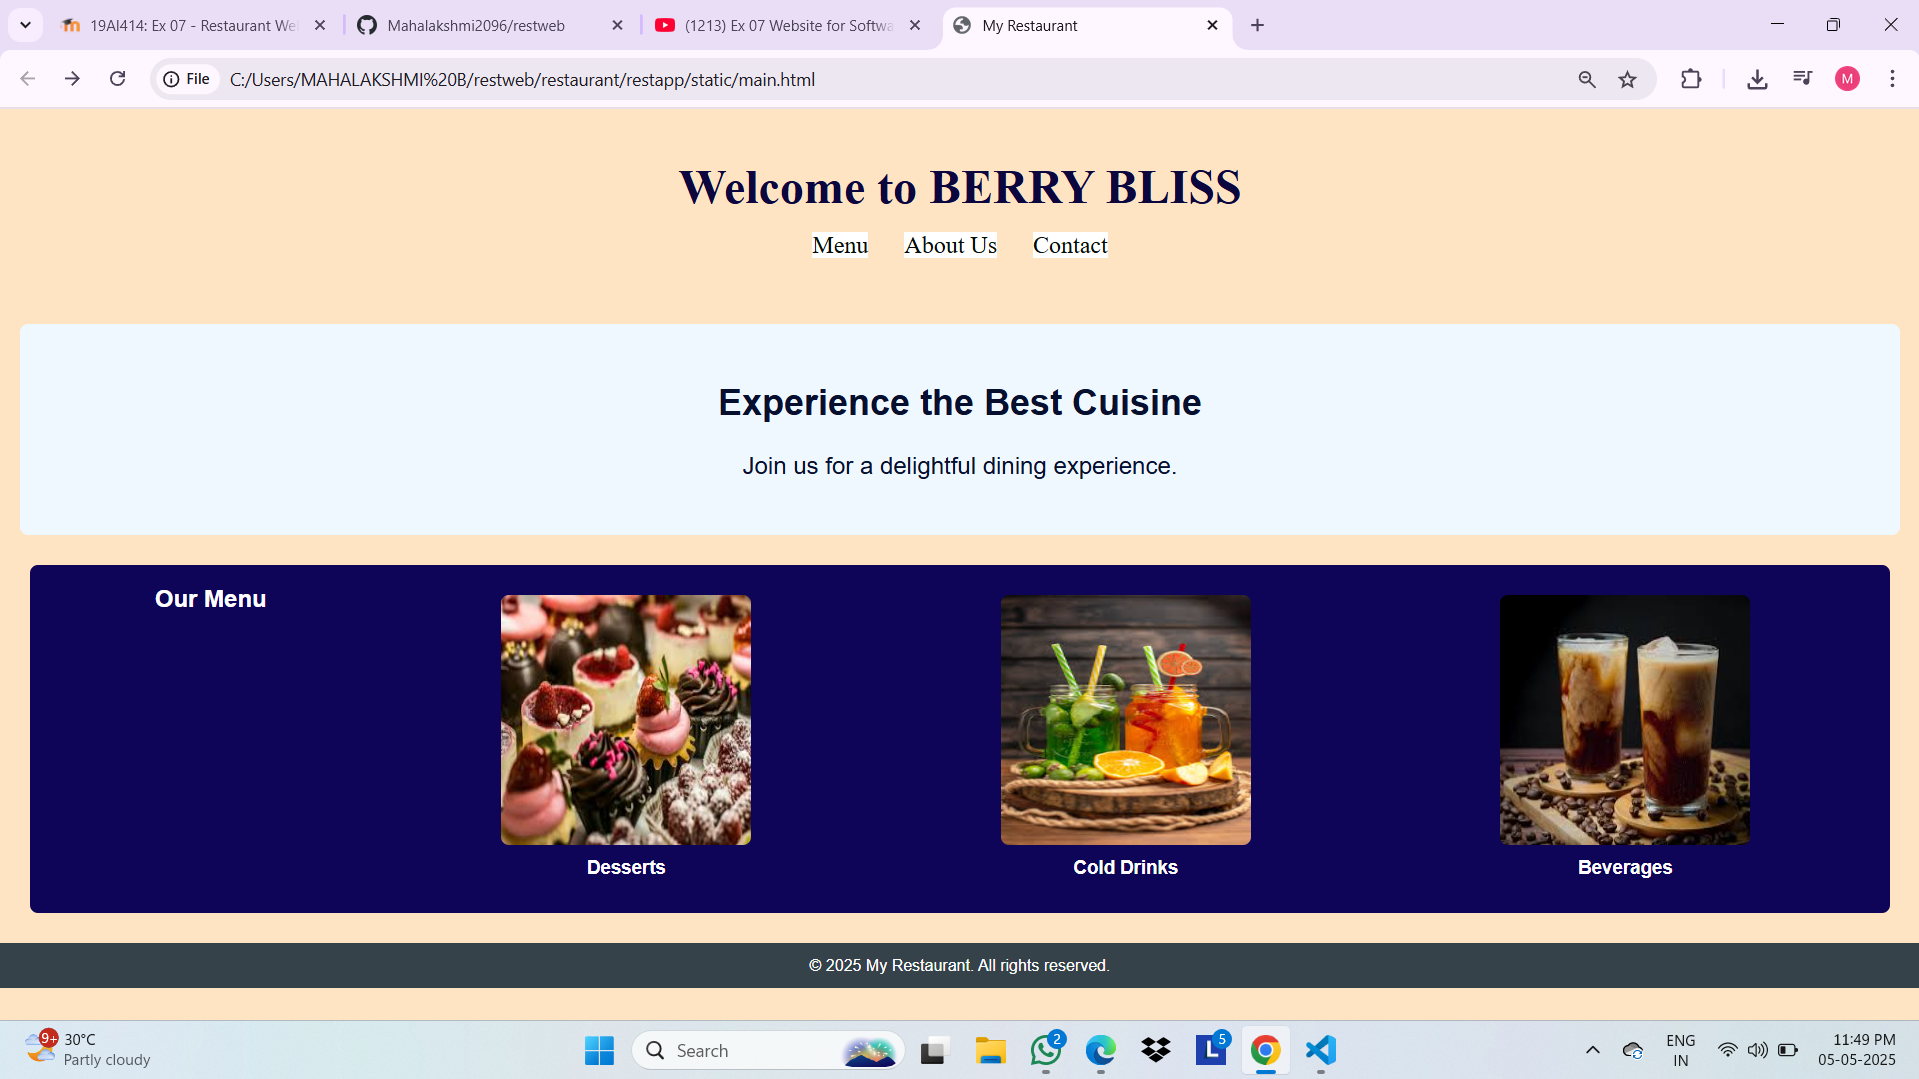 19AI414: Ex 07 - Restaurant We
Mahalakshmi2096/restweb
(1213) Ex 07 Website for Softwa
My Restaurant
File
C:/Users/MAHALAKSHMI%20B/restweb/restaurant/restapp/static/main.html
M
Welcome to BERRY BLISS
Menu About Us Contact
Experience the Best Cuisine
Join us for a delightful dining experience.
Our Menu
Desserts
Cold Drinks
Beverages
© 2025 My Restaurant. All rights reserved.
9+
30°C
Partly cloudy
Search
2
L
5
ENG
IN
11:49 PM
05-05-2025